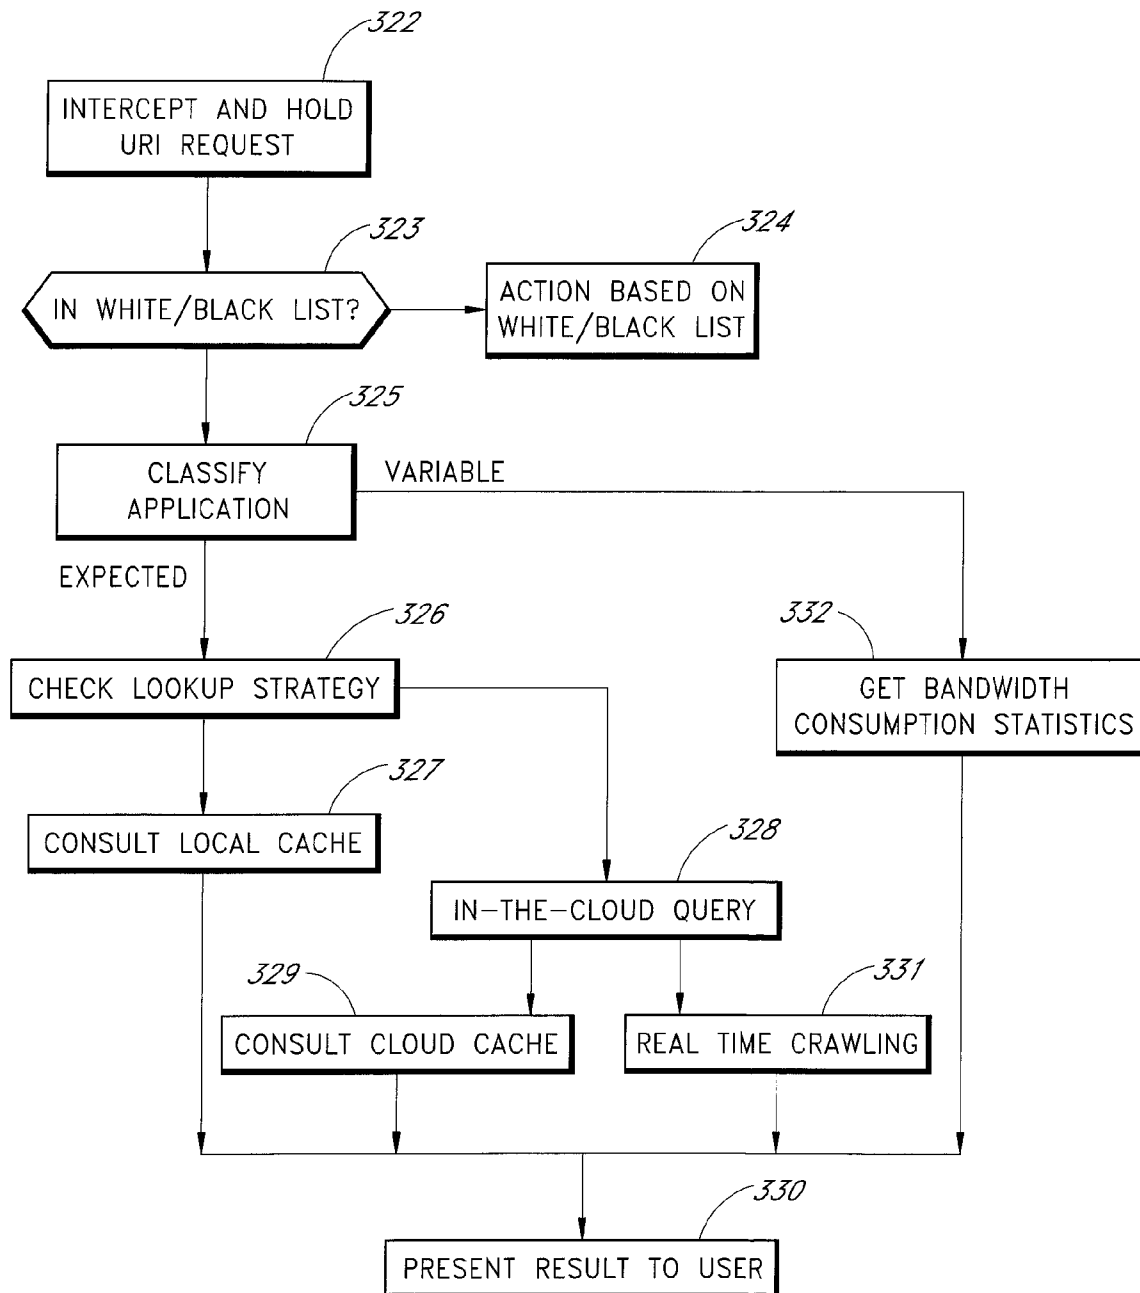 322
INTERCEPT AND HOLD
URI REQUEST
323
IN WHITE/BLACK LIST?
324
ACTION BASED ON
WHITE/BLACK LIST
325
CLASSIFY
APPLICATION
VARIABLE
EXPECTED
326
CHECK LOOKUP STRATEGY
332
GET BANDWIDTH
CONSUMPTION STATISTICS
327
CONSULT LOCAL CACHE
328
IN-THE-CLOUD QUERY
329
CONSULT CLOUD CACHE
331
REAL TIME CRAWLING
330
PRESENT RESULT TO USER